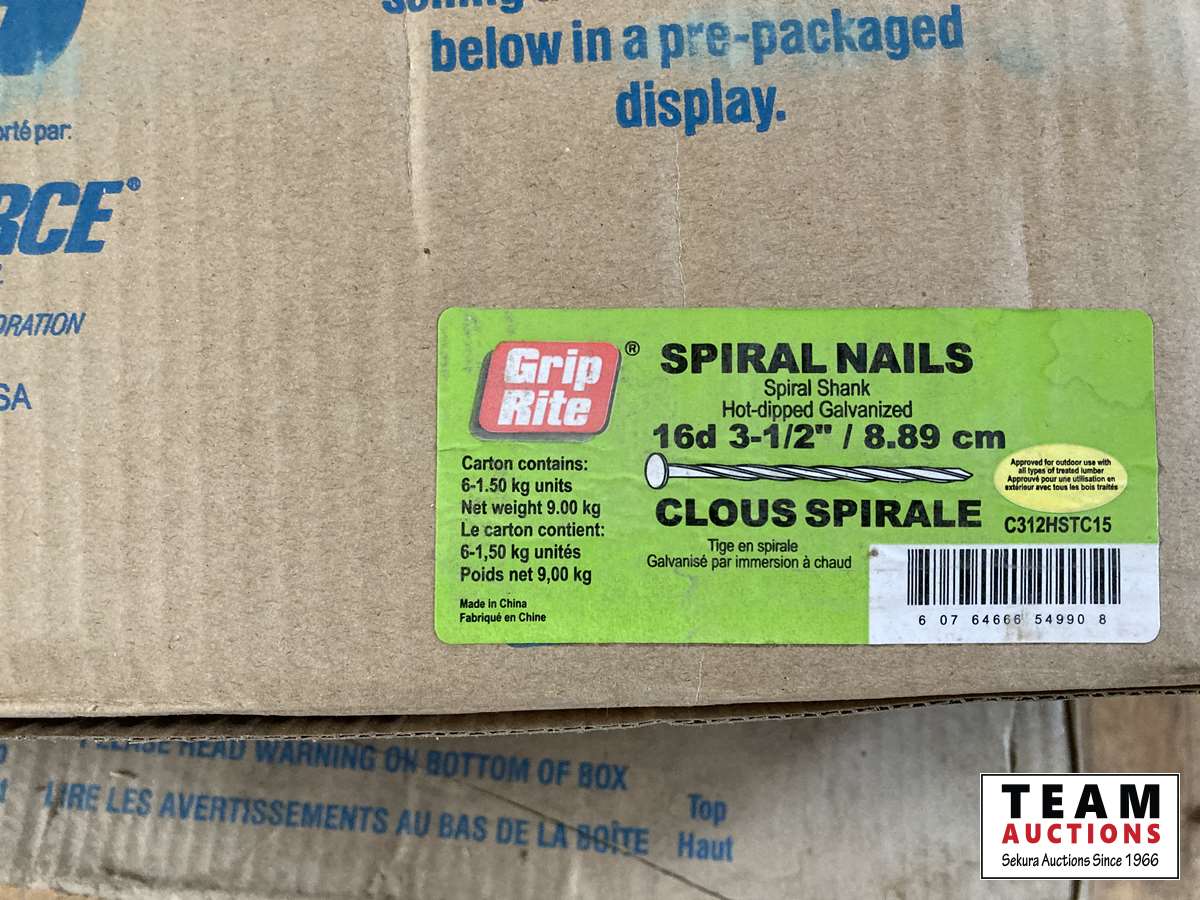 below in a pre-packaged
display.
par:
®
SA
Grip
Rite
®
SPIRAL NAILS
Spiral Shank
Hot-dipped Galvanized
16d 3-1/2" / 8.89 cm
Carton contains:
6-1.50 kg units
Net weight 9.00 kg
Le carton contient:
6-1,50 kg unités
Poids net 9,00 kg
Made in China
Fabriqué en Chine
Approved for outdoor use with
all types of treated lumber
Approuvé pour une utilisation en
extérieur avec tous les bois traités
CLOUS SPIRALE
C312HSTC15
Tige en spirale
Galvanisé par immersion à chaud
6 07 64666 54990 8
PLEASE READ WARNING ON BOTTOM OF BOX
LIRE LES AVERTISSEMENTS AU BAS DE LA BOÎTE
Top
Haut
TEAM
AUCTIONS
Sekura Auctions Since 1966